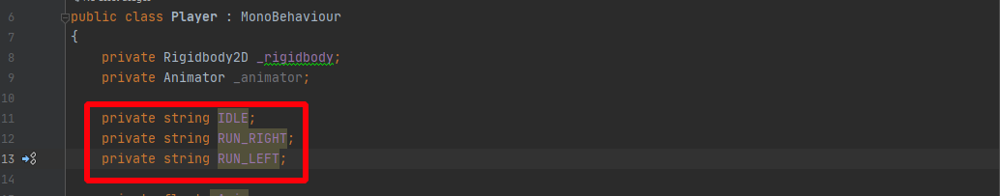 6 public class Player : MonoBehaviour
7 {
8 private Rigidbody2D _rigidbody;
9 private Animator _animator;
10
11 private string IDLE;
12 private string RUN_RIGHT;
13 private string RUN_LEFT;
14